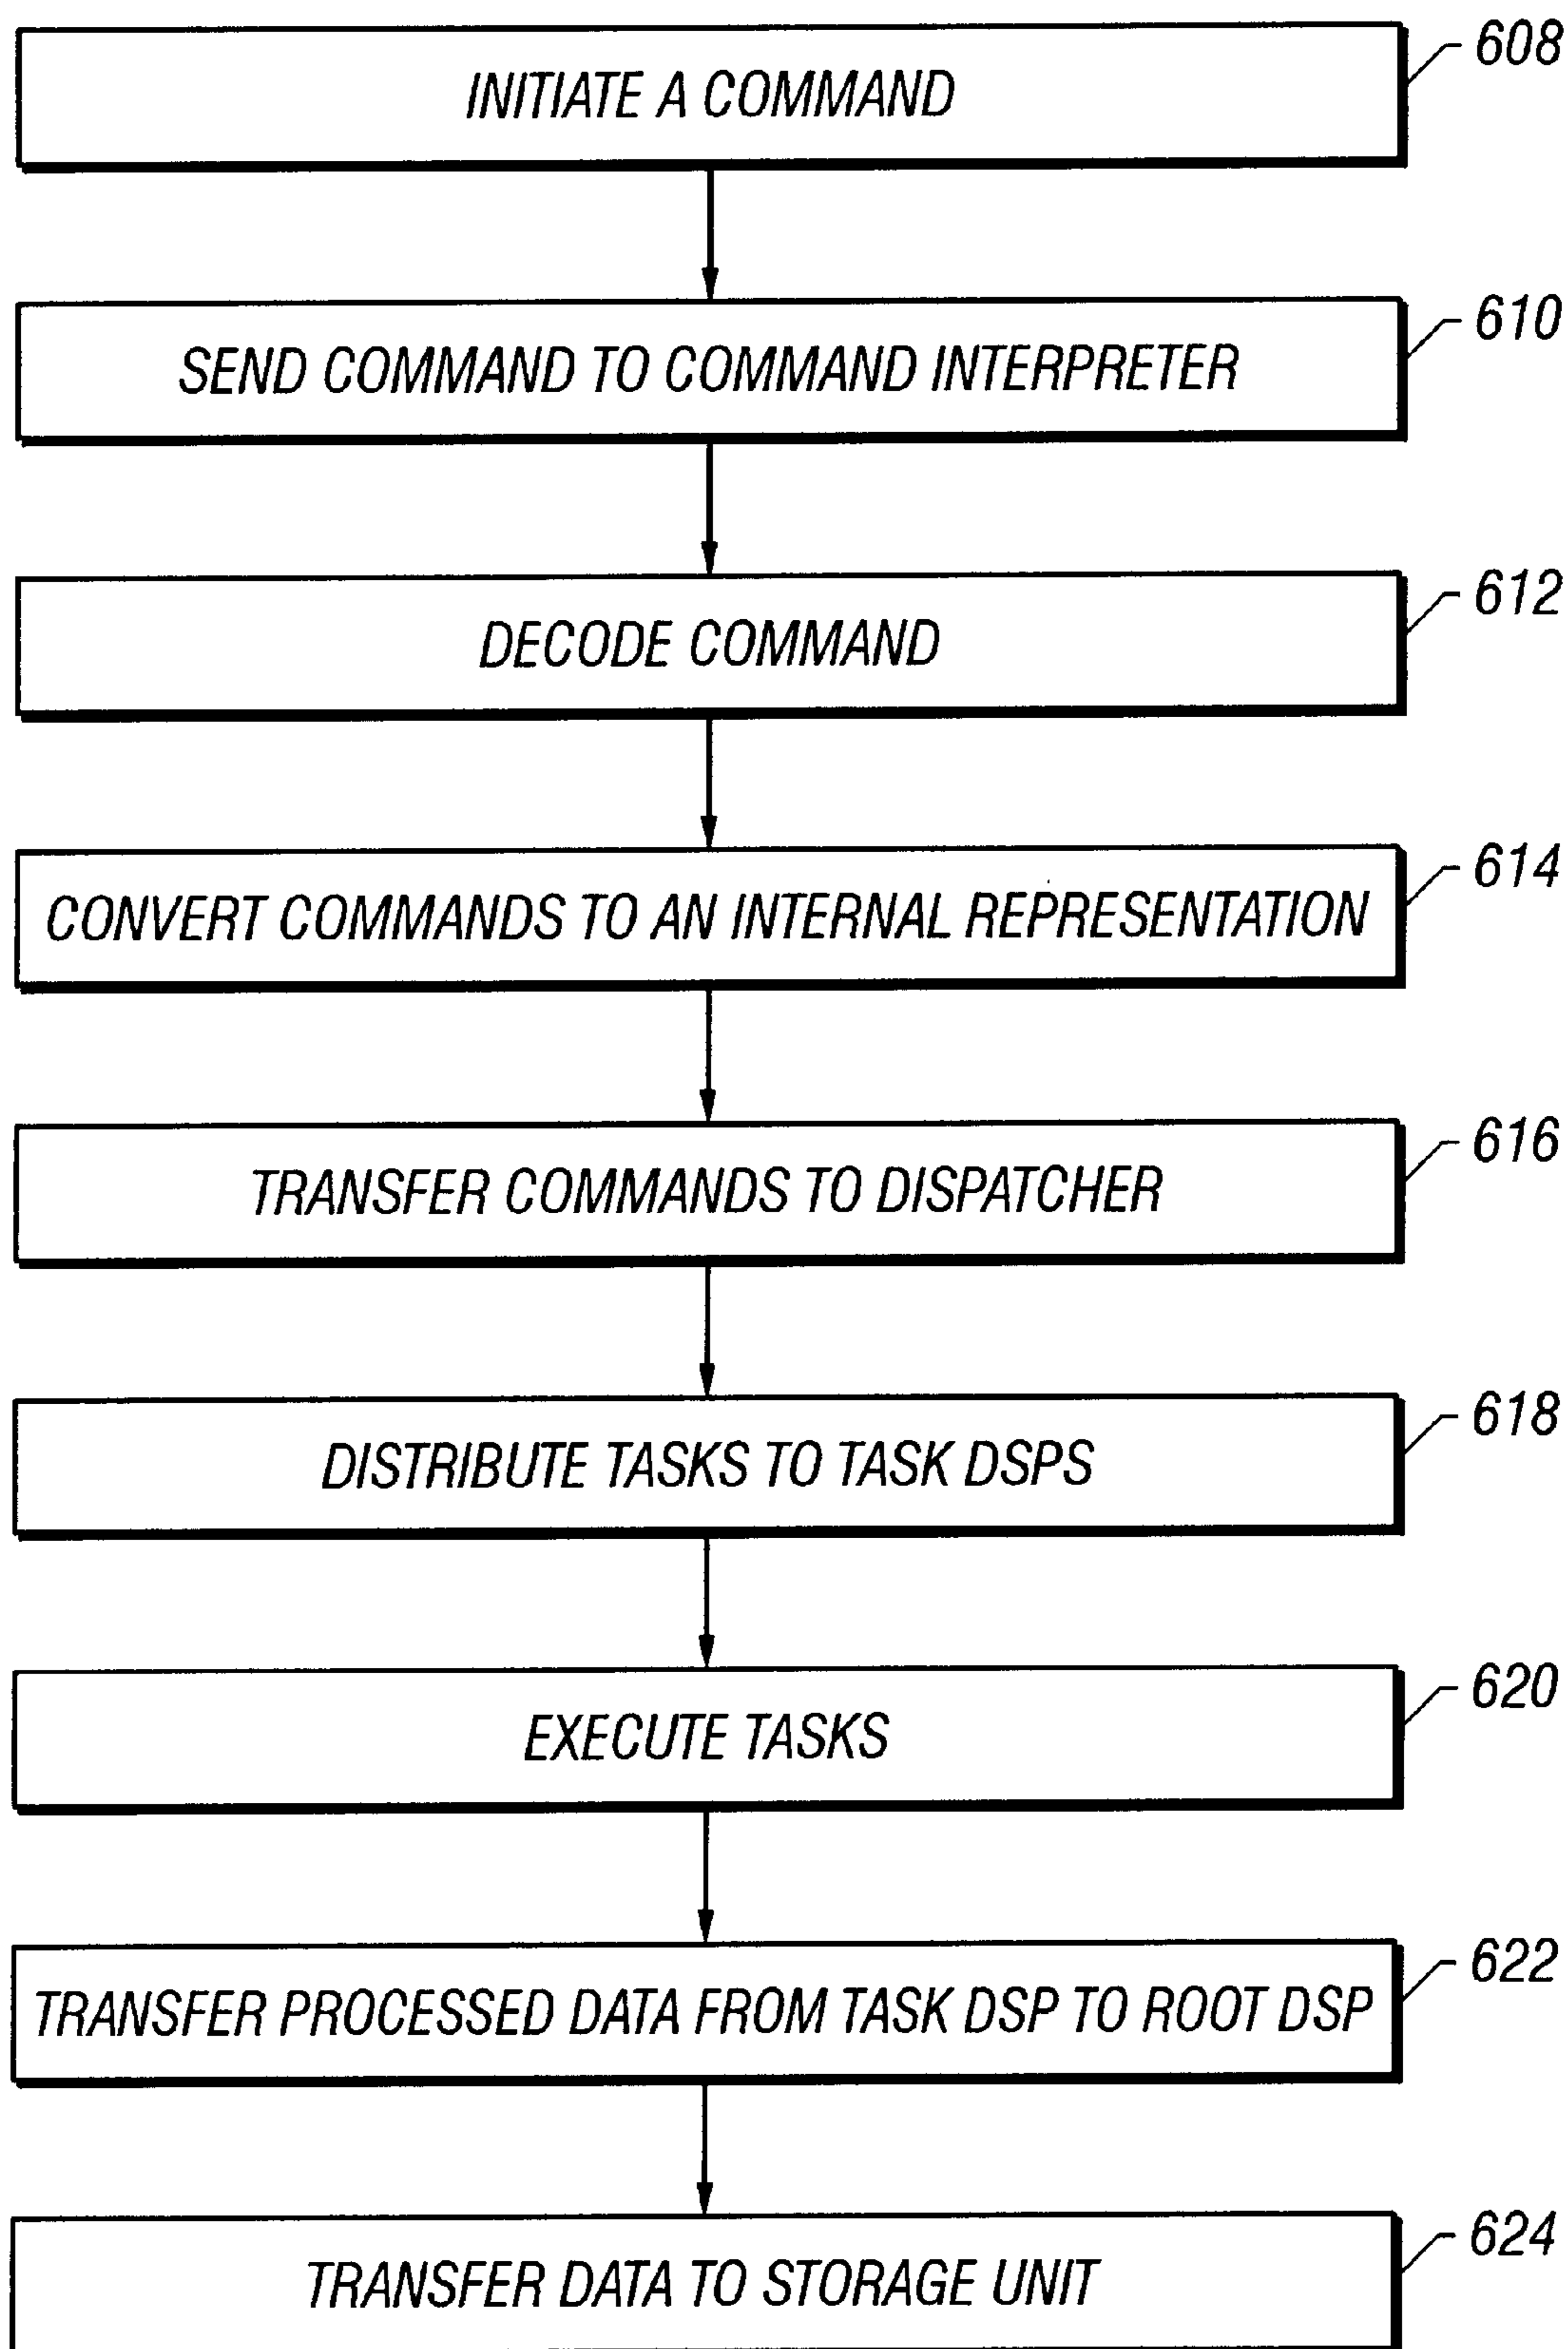 INITIATE A COMMAND
608
SEND COMMAND TO COMMAND INTERPRETER
610
DECODE COMMAND
612
CONVERT COMMANDS TO AN INTERNAL REPRESENTATION
614
TRANSFER COMMANDS TO DISPATCHER
616
DISTRIBUTE TASKS TO TASK DSPS
618
EXECUTE TASKS
620
TRANSFER PROCESSED DATA FROM TASK DSP TO ROOT DSP
622
TRANSFER DATA TO STORAGE UNIT
624